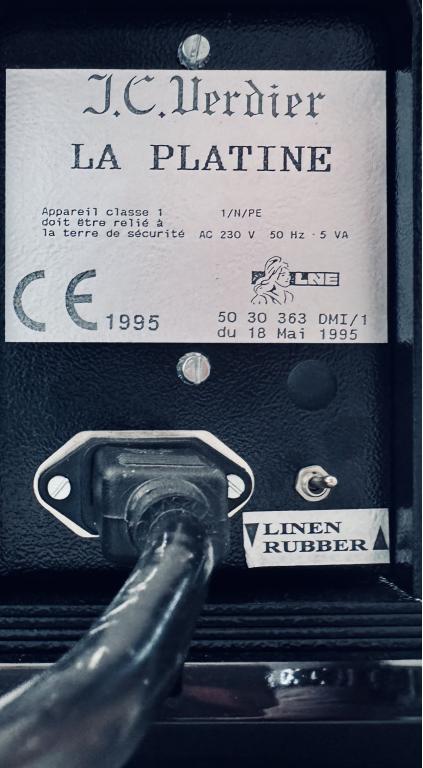 J.C.Verdier
LA PLATINE
Appareil classe 1
doit être relié à
la terre de sécurité
1/N/PE
AC 230 V 50 Hz · 5 VA
CE 1995
LNE
50 30 363 DMI/1
du 18 Mai 1995
LINEN
RUBBER